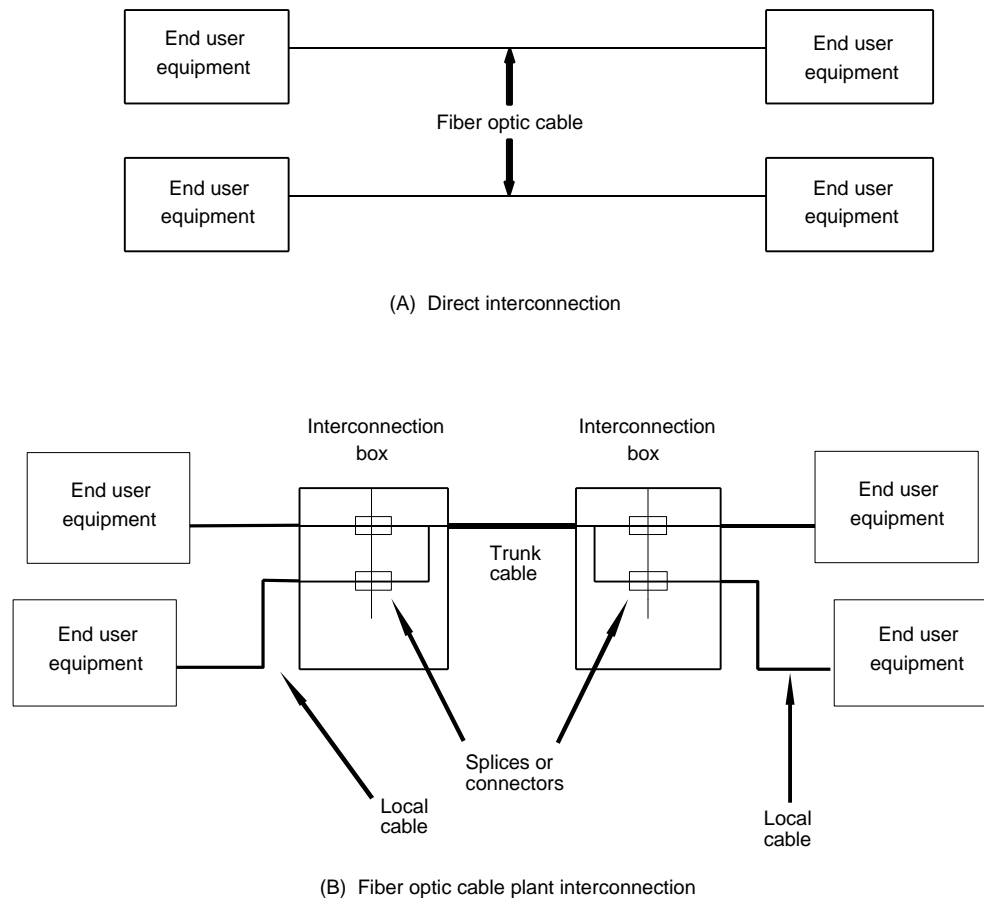 End user
equipment
End user
equipment
Fiber optic cable
End user
equipment
End user
equipment
(A) Direct interconnection
Interconnection
box
Interconnection
box
End user
equipment
End user
equipment
Trunk
cable
End user
equipment
End user
equipment
Splices or
connectors
Local
cable
Local
cable
(B) Fiber optic cable plant interconnection